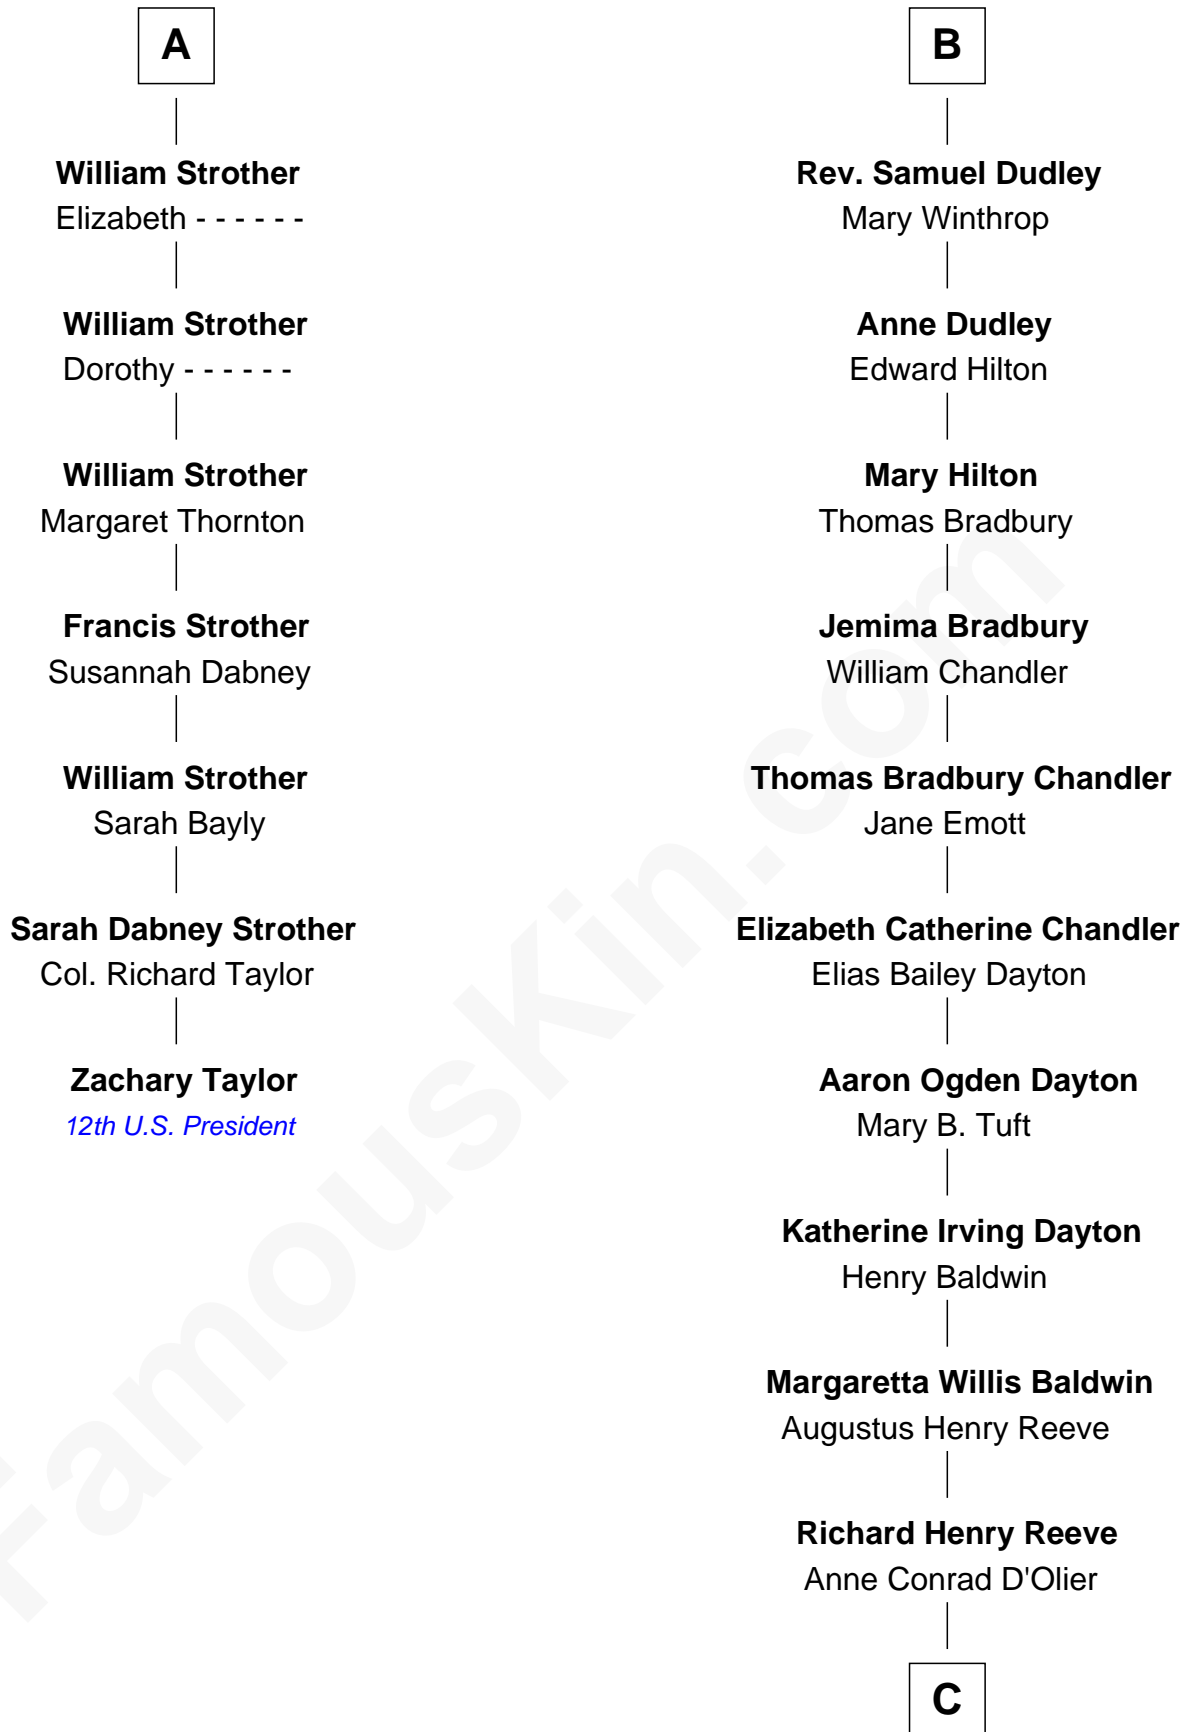 A
William Strother
Elizabeth - - - - - -
William Strother
Dorothy - - - - - -
William Strother
Margaret Thornton
Francis Strother
Susannah Dabney
William Strother
Sarah Bayly
Sarah Dabney Strother
Col. Richard Taylor
Zachary Taylor
12th U.S. President
B
Rev. Samuel Dudley
Mary Winthrop
Anne Dudley
Edward Hilton
Mary Hilton
Thomas Bradbury
Jemima Bradbury
William Chandler
Thomas Bradbury Chandler
Jane Emott
Elizabeth Catherine Chandler
Elias Bailey Dayton
Aaron Ogden Dayton
Mary B. Tuft
Katherine Irving Dayton
Henry Baldwin
Margaretta Willis Baldwin
Augustus Henry Reeve
Richard Henry Reeve
Anne Conrad D'Olier
C
FamousKin.com